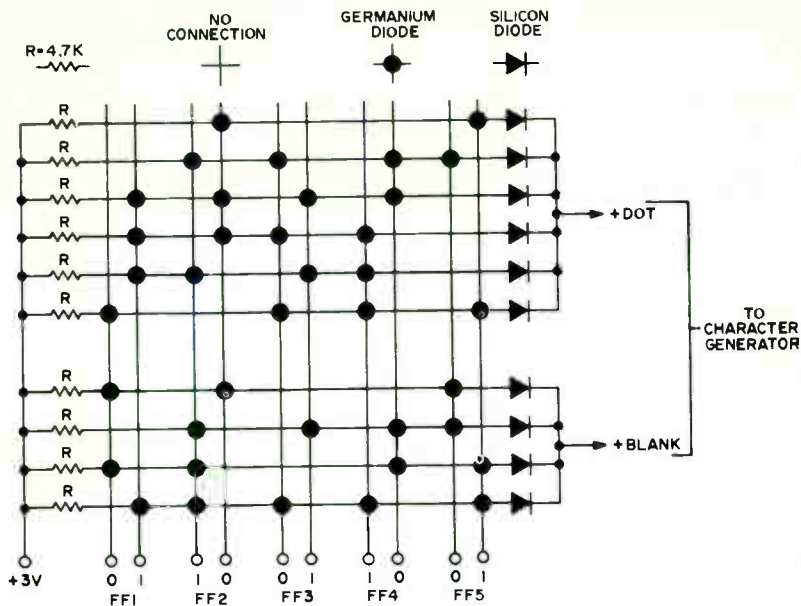 R=4.7K
NO CONNECTION
GERMANIUM DIODE
SILICON DIODE
R
R
R
R
R
R
+DOT
TO CHARACTER GENERATOR
R
R
R
R
+BLANK
+3V
0 1 1 0 0 1 1 0 0 1
FF1 FF2 FF3 FF4 FF5